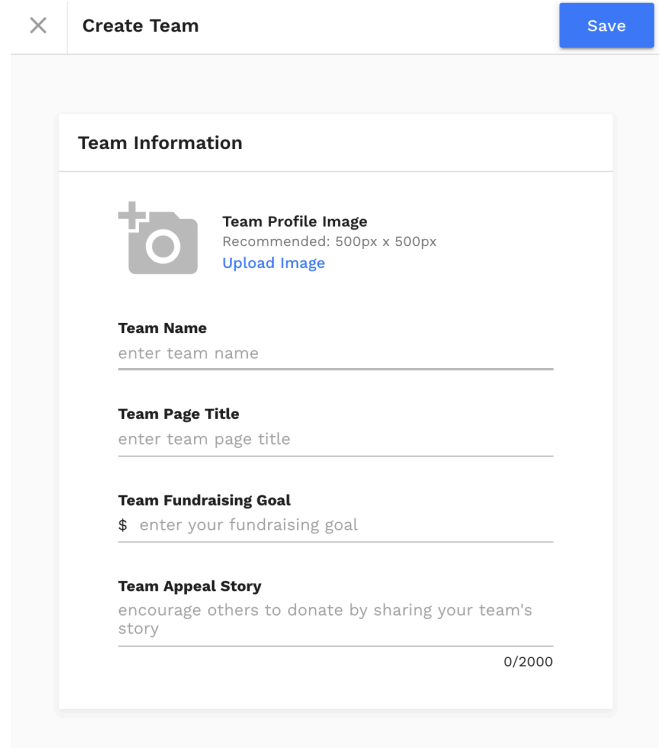 Create Team
Save
Team Information
Team Profile Image
Recommended: 500px x 500px
Upload Image
Team Name
enter team name
Team Page Title
enter team page title
Team Fundraising Goal
$ enter your fundraising goal
Team Appeal Story
encourage others to donate by sharing your team's
story
0/2000